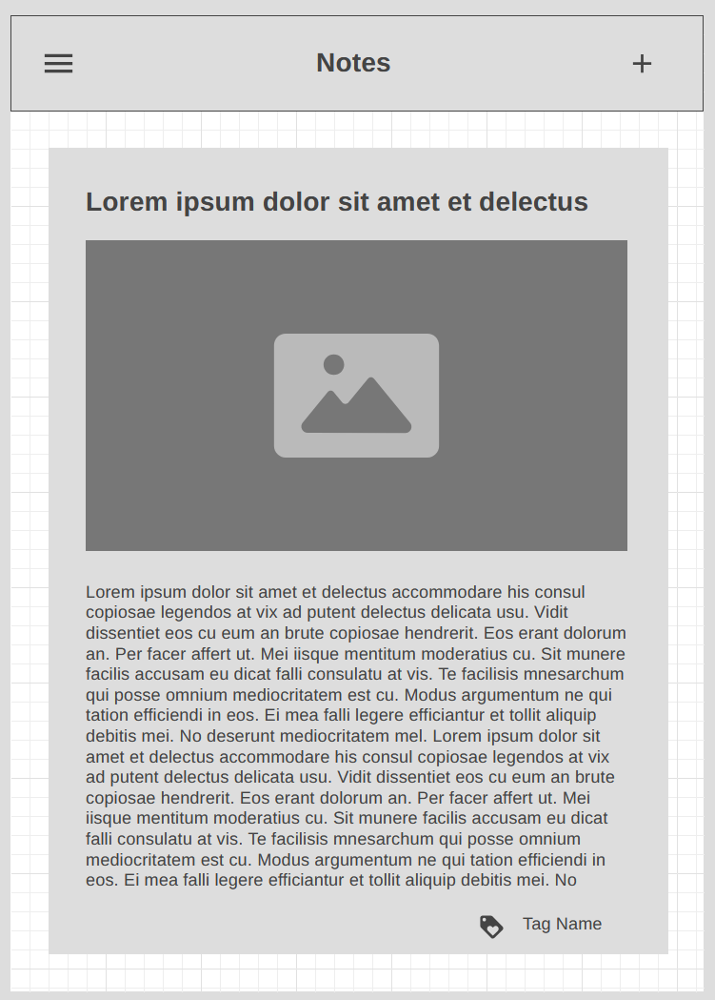 Notes
Lorem ipsum dolor sit amet et delectus
Lorem ipsum dolor sit amet et delectus accommodare his consul
copiosae legendos at vix ad putent delectus delicata usu. Vidit
dissentiet eos cu eum an brute copiosae hendrerit. Eos erant dolorum
an. Per facer affert ut. Mei iisque mentitum moderatius cu. Sit munere
facilis accusam eu dicat falli consulatu at vis. Te facilisis mnesarchum
qui posse omnium mediocritatem est cu. Modus argumentum ne qui
tation efficiendi in eos. Ei mea falli legere efficiantur et tollit aliquip
debitis mei. No deserunt mediocritatem mel. Lorem ipsum dolor sit
amet et delectus accommodare his consul copiosae legendos at vix
ad putent delectus delicata usu. Vidit dissentiet eos cu eum an brute
copiosae hendrerit. Eos erant dolorum an. Per facer affert ut. Mei
iisque mentitum moderatius cu. Sit munere facilis accusam eu dicat
falli consulatu at vis. Te facilisis mnesarchum qui posse omnium
mediocritatem est cu. Modus argumentum ne qui tation efficiendi in
eos. Ei mea falli legere efficiantur et tollit aliquip debitis mei. No
Tag Name